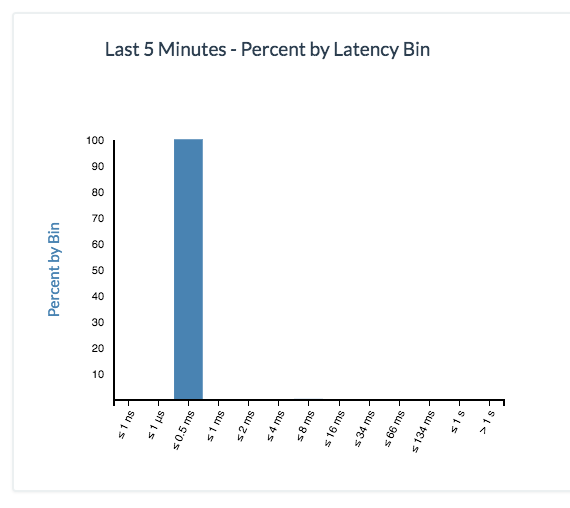 Last 5 Minutes - Percent by Latency Bin
Percent by Bin
100
90
80
70
60
50
40
30
20
10
≤ 1 ns
≤ 1 µs
≤ 0.5 ms
≤ 1 ms
≤ 2 ms
≤ 4 ms
≤ 8 ms
≤ 16 ms
≤ 34 ms
≤ 66 ms
≤ 134 ms
≤ 1 s
> 1 s